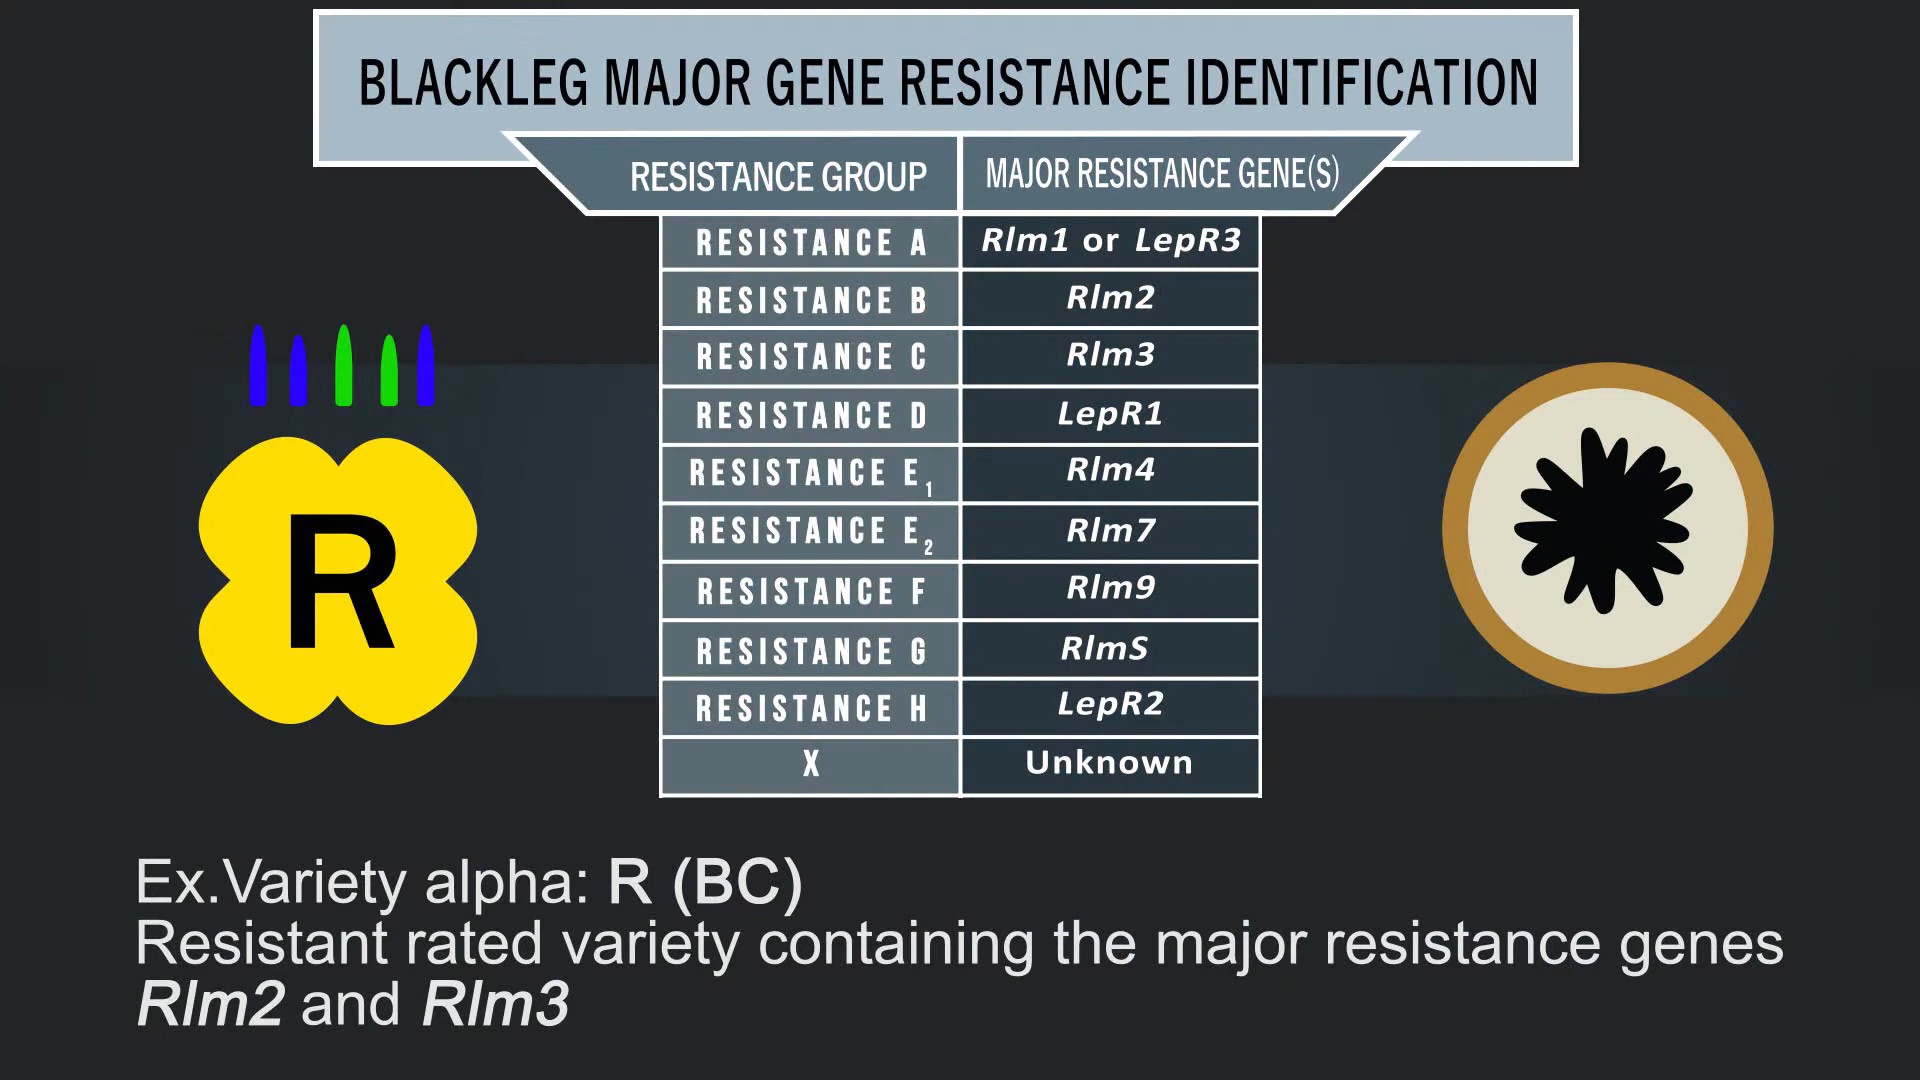 BLACKLEG MAJOR GENE RESISTANCE IDENTIFICATION
RESISTANCE GROUP MAJOR RESISTANCE GENE(S)
RESISTANCE A Rlm1 or LepR3
RESISTANCE B Rlm2
RESISTANCE C Rlm3
RESISTANCE D LepR1
RESISTANCE E1 Rlm4
RESISTANCE E2 Rlm7
RESISTANCE F Rlm9
RESISTANCE G RlmS
RESISTANCE H LepR2
X Unknown
R
Ex.Variety alpha: R (BC)
Resistant rated variety containing the major resistance genes
Rlm2 and Rlm3